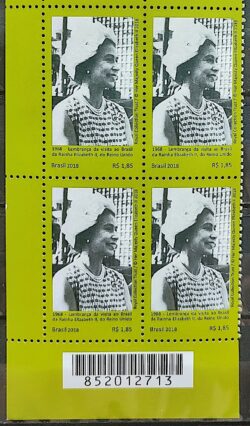 1968 - Lembrança da visita ao Brasil
da Rainha Elizabeth II, do Reino Unido
Brasil 2018 R$ 1,85
1968 - Lembrança da visita ao Brasil
da Rainha Elizabeth II, do Reino Unido
Brasil 2018 R$ 1,85
1968 - Lembrança da visita ao Brasil
da Rainha Elizabeth II, do Reino Unido
Brasil 2018 R$ 1,85
1968 - Lembrança da visita ao Brasil
da Rainha Elizabeth II, do Reino Unido
Brasil 2018 R$ 1,85
852012713